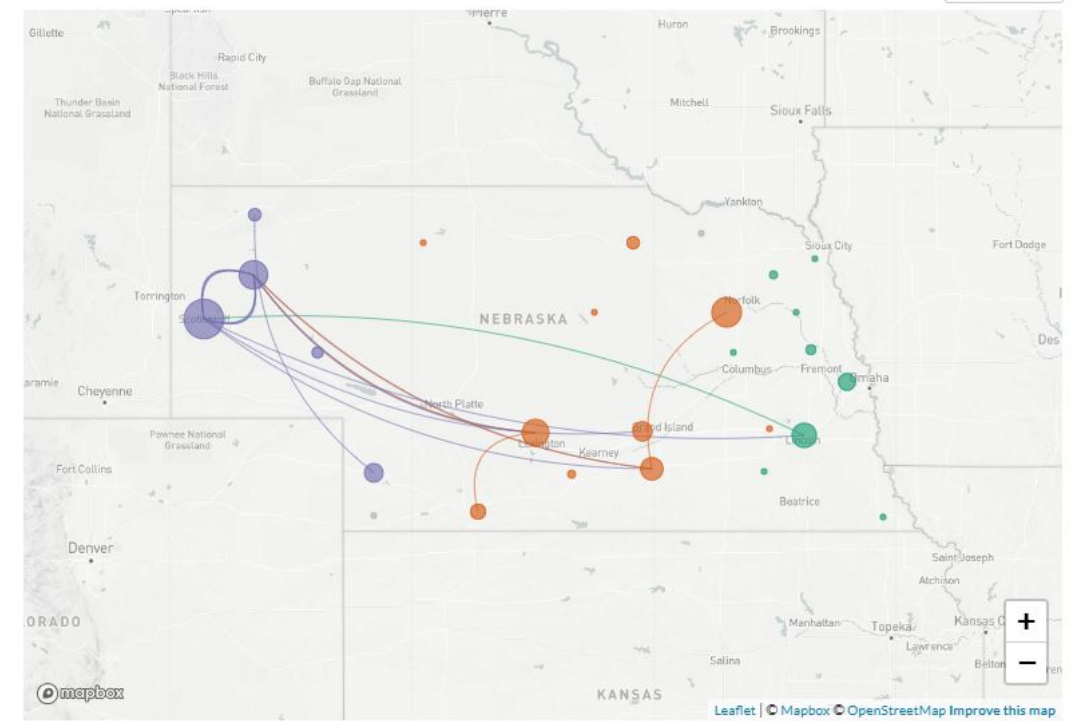 Pierre
Huron
Brookings
Gillette
Rapid City
Black Hills
National Forest
Buffalo Gap National
Grassland
Thunder Basin
National Grassland
Mitchell
Sioux Falls
Yankton
Sioux City
Fort Dodge
Torrington
Norfolk
NEBRASKA
Des
Columbus
Fremont
Omaha
aramie
Cheyenne
North Platte
Grand Island
Pawnee National
Grassland
Lexington
Kearney
Lincoln
Fort Collins
Beatrice
Denver
Saint Joseph
Atchison
ORADO
Manhattan
Topeka
Kansas C
+
Lawrence
Salina
Belton
ren
−
KANSAS
mapbox
Leaflet | © Mapbox © OpenStreetMap Improve this map